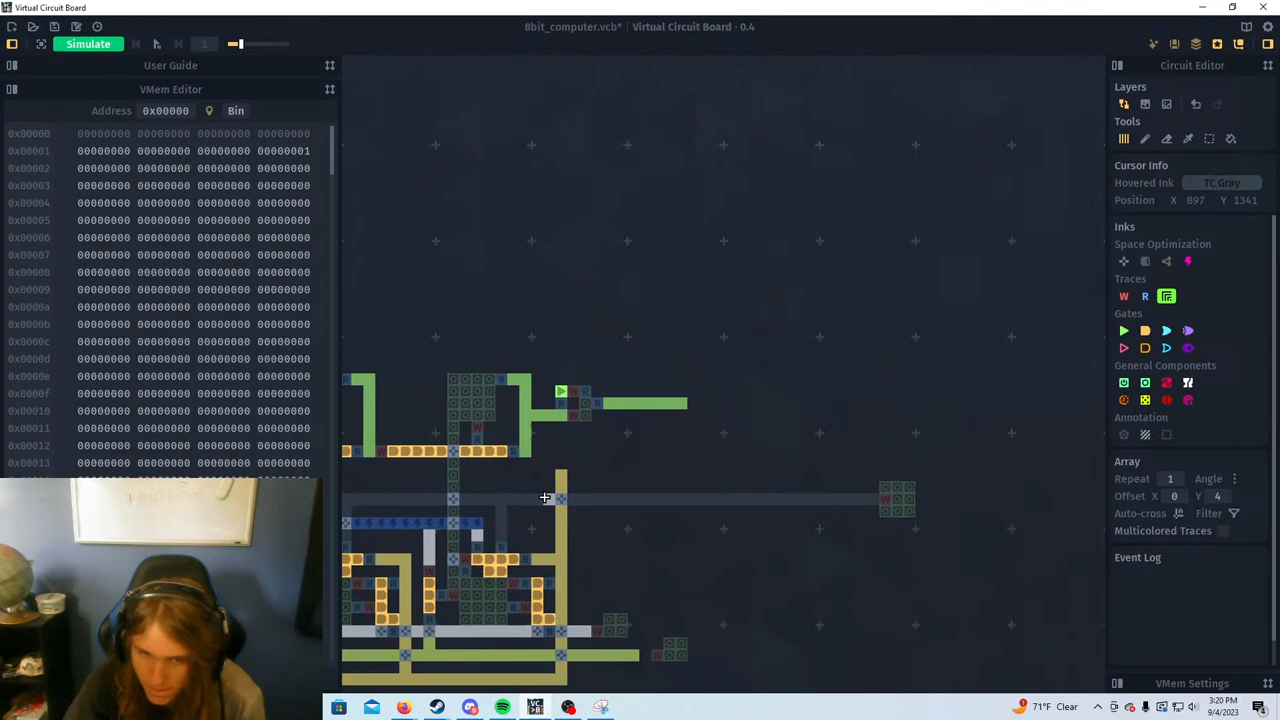 Virtual Circuit Board
8bit_computer.vcb* | Virtual Circuit Board - 0.4
Simulate
1
User Guide
VMem Editor
Address 0x00000 Bin
0x00000 00000000 00000000 00000000 00000000
0x00001 00000000 00000000 00000000 00000001
0x00002 00000000 00000000 00000000 00000000
0x00003 00000000 00000000 00000000 00000000
0x00004 00000000 00000000 00000000 00000000
0x00005 00000000 00000000 00000000 00000000
0x00006 00000000 00000000 00000000 00000000
0x00007 00000000 00000000 00000000 00000000
0x00008 00000000 00000000 00000000 00000000
0x00009 00000000 00000000 00000000 00000000
0x0000a 00000000 00000000 00000000 00000000
0x0000b 00000000 00000000 00000000 00000000
0x0000c 00000000 00000000 00000000 00000000
0x0000d 00000000 00000000 00000000 00000000
0x0000e 00000000 00000000 00000000 00000000
0x0000f 00000000 00000000 00000000 00000000
0x00010 00000000 00000000 00000000 00000000
0x00011 00000000 00000000 00000000 00000000
0x00012 00000000 00000000 00000000 00000000
0x00013 00000000 00000000 00000000 00000000
Circuit Editor
Layers
Tools
Cursor Info
Hovered Ink TC Gray
Position X 897 Y 1341
Inks
Space Optimization
Traces
W R
Gates
General Components
Annotation
Array
Repeat 1 Angle
Offset X 0 Y 4
Auto-cross Filter
Multicolored Traces
Event Log
VMem Settings
71°F Clear
3:20 PM
9/4/2023